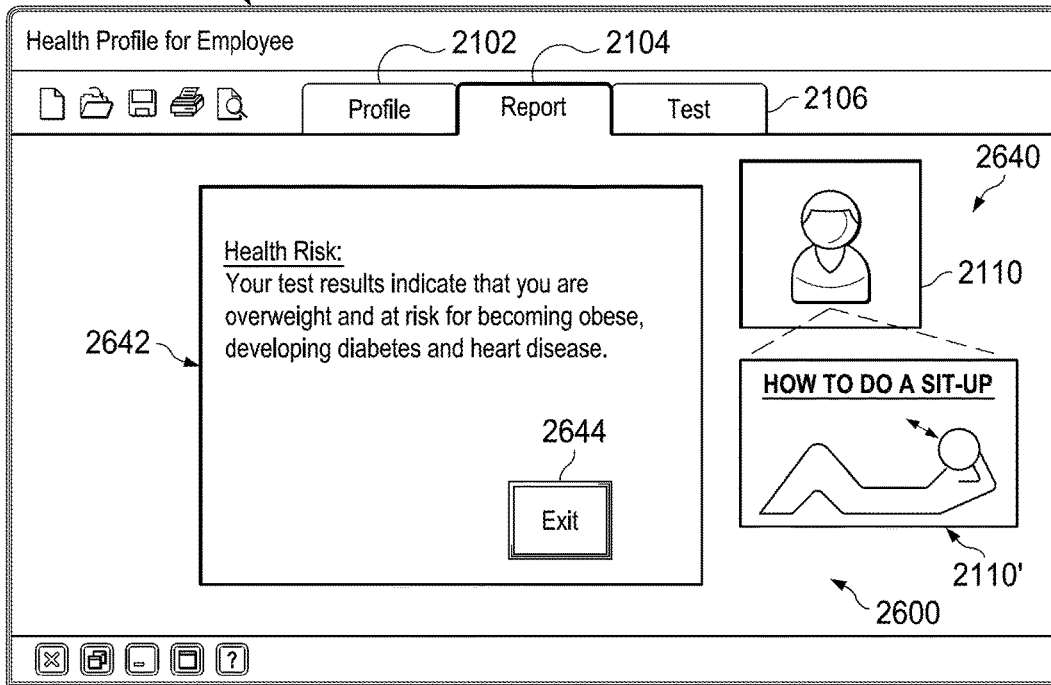 Health Profile for Employee
2102
2104
Profile
Report
Test
2106
2640
Health Risk:
Your test results indicate that you are
overweight and at risk for becoming obese,
developing diabetes and heart disease.
2110
2642
HOW TO DO A SIT-UP
2644
Exit
2110'
2600
?